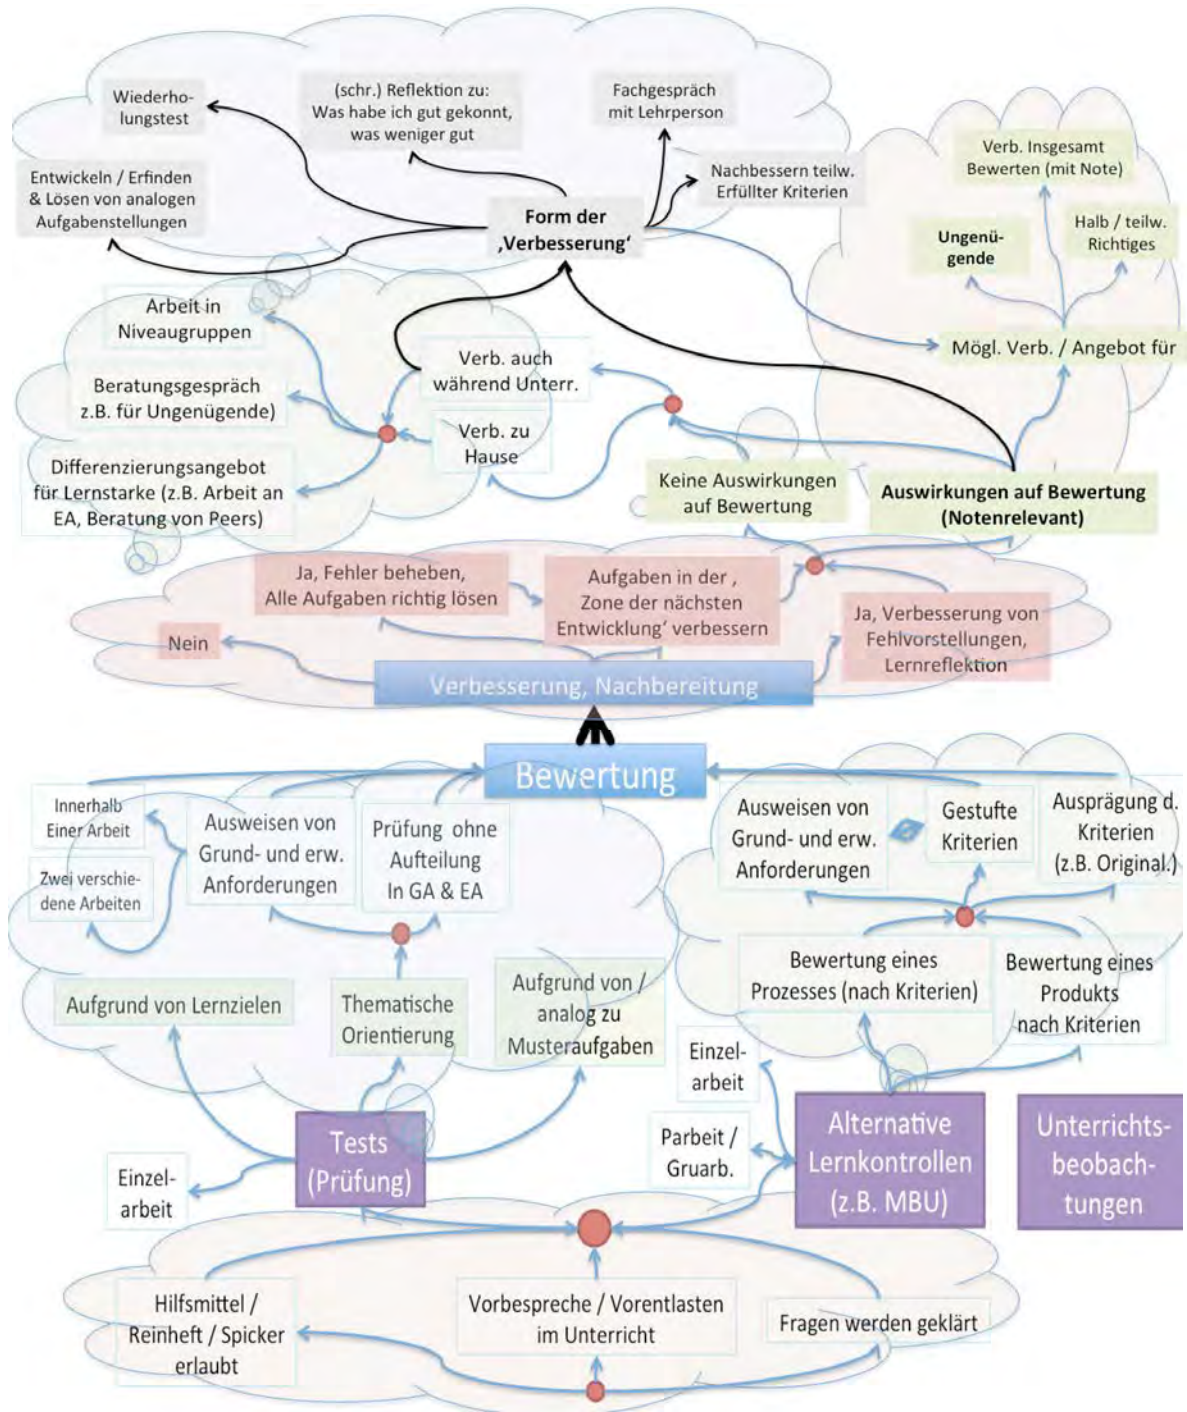 Wiederho-
lungstest
(schr.) Reflektion zu:
Was habe ich gut gekonnt,
was weniger gut
Fachgespräch
mit Lehrperson
Verb. Insgesamt
Bewerten (mit Note)
Entwickeln / Erfinden
& Lösen von analogen
Aufgabenstellungen
Form der
‚Verbesserung‘
Nachbessern teilw.
Erfüllter Kriterien
Ungenü-
gende
Halb / teilw.
Richtiges
Arbeit in
Niveaugruppen
Verb. auch
während Unterr.
Mögl. Verb. / Angebot für
Beratungsgespräch
z.B. für Ungenügende)
Verb. zu
Hause
Differenzierungsangebot
für Lernstarke (z.B. Arbeit an
EA, Beratung von Peers)
Keine Auswirkungen
auf Bewertung
Auswirkungen auf Bewertung
(Notenrelevant)
Ja, Fehler beheben,
Alle Aufgaben richtig lösen
Aufgaben in der ‚
Zone der nächsten
Entwicklung‘ verbessern
Ja, Verbesserung von
Fehlvorstellungen,
Lernreflektion
Nein
Verbesserung, Nachbereitung
Bewertung
Innerhalb
Einer Arbeit
Zwei verschie-
dene Arbeiten
Ausweisen von
Grund- und erw.
Anforderungen
Prüfung ohne
Aufteilung
In GA & EA
Ausweisen von
Grund- und erw.
Anforderungen
Gestufte
Kriterien
Ausprägung d.
Kriterien
(z.B. Original.)
Aufgrund von Lernzielen
Thematische
Orientierung
Aufgrund von /
analog zu
Musteraufgaben
Bewertung eines
Prozesses (nach Kriterien)
Bewertung eines
Produkts
nach Kriterien
Einzel-
arbeit
Parbeit /
Gruarb.
Einzel-
arbeit
Tests
(Prüfung)
Alternative
Lernkontrollen
(z.B. MBU)
Unterrichts-
beobach-
tungen
Hilfsmittel /
Reinheft / Spicker
erlaubt
Vorbespreche / Vorentlasten
im Unterricht
Fragen werden geklärt